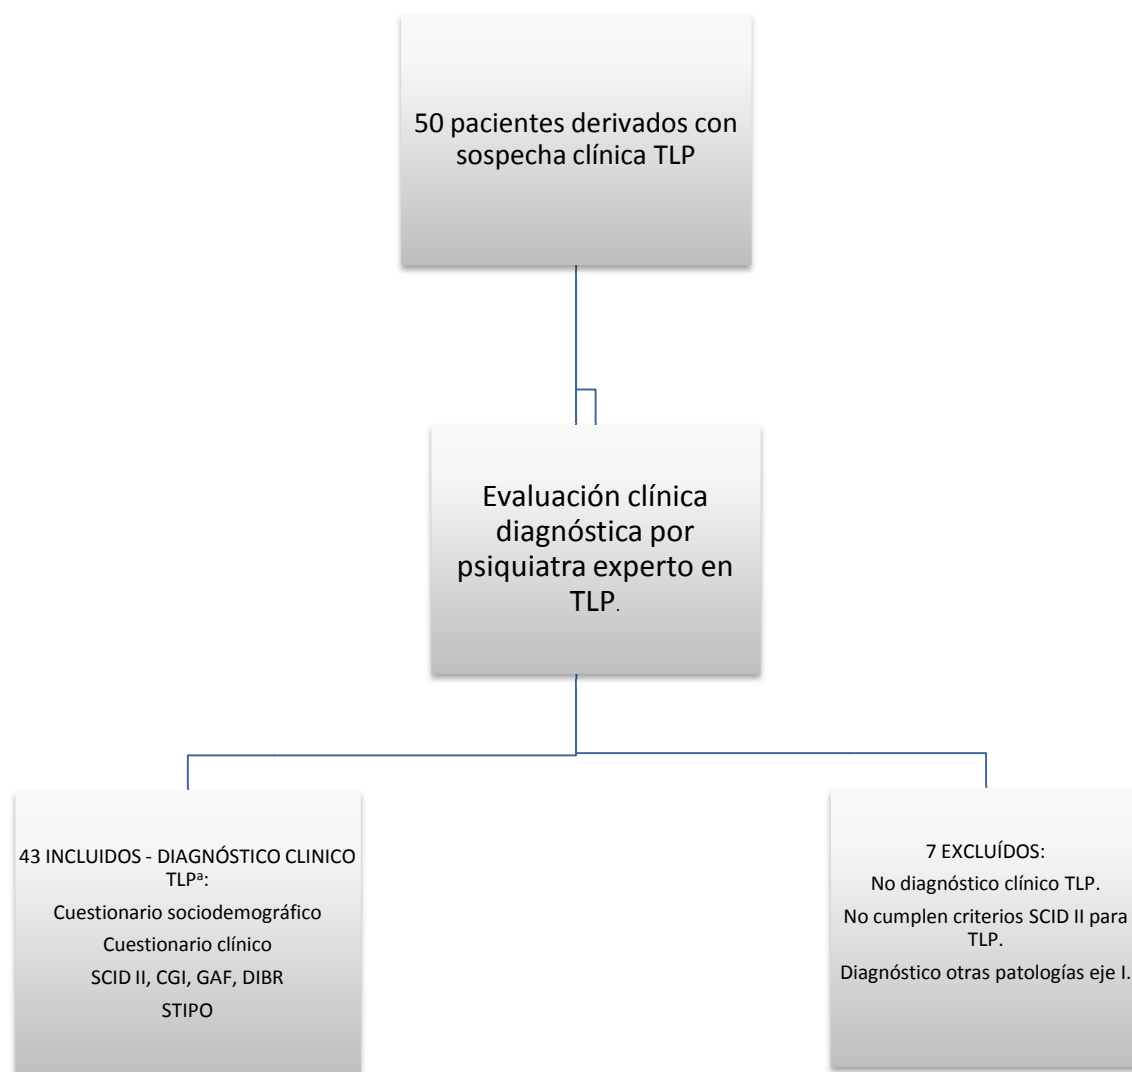 50 pacientes derivados con
sospecha clínica TLP
Evaluación clínica
diagnóstica por
psiquiatra experto en
TLP.
43 INCLUIDOS - DIAGNÓSTICO CLINICO
TLPª:
Cuestionario sociodemográfico
Cuestionario clínico
SCID II, CGI, GAF, DIBR
STIPO
7 EXCLUÍDOS:
No diagnóstico clínico TLP.
No cumplen criterios SCID II para
TLP.
Diagnóstico otras patologías eje I.